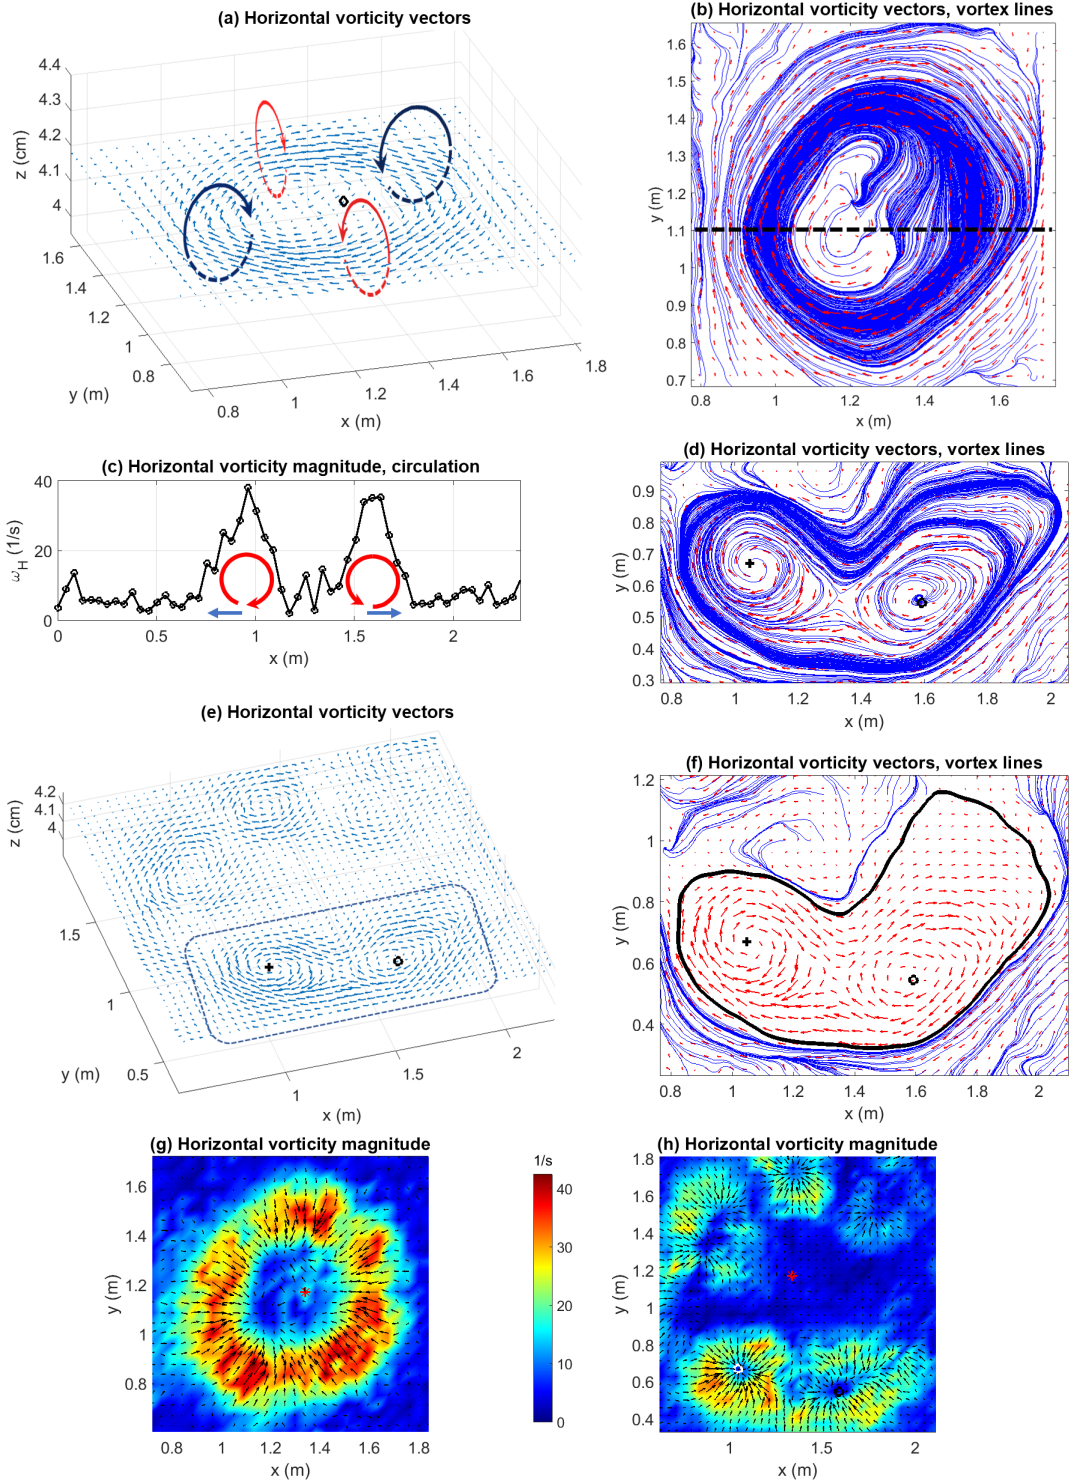 (a) Horizontal vorticity vectors
4.4
4.3
4.2
4.1
4
z (cm)
1.6
1.4
1.2
1
0.8
y (m)
0.8
1
1.2
1.4
1.6
1.8
x (m)
(b) Horizontal vorticity vectors, vortex lines
1.6
1.5
1.4
1.3
1.2
1.1
1
0.9
0.8
0.7
y (m)
0.8 1 1.2 1.4 1.6
x (m)
(c) Horizontal vorticity magnitude, circulation
40
20
0
ωH (1/s)
0 0.5 1 1.5 2
x (m)
(d) Horizontal vorticity vectors, vortex lines
0.9
0.8
0.7
0.6
0.5
0.4
0.3
y (m)
0.8 1 1.2 1.4 1.6 1.8 2
x (m)
(e) Horizontal vorticity vectors
4.2
4.1
4
z (cm)
1.5
1
0.5
y (m)
1
1.5
2
x (m)
(f) Horizontal vorticity vectors, vortex lines
1.2
1
0.8
0.6
0.4
y (m)
0.8 1 1.2 1.4 1.6 1.8 2
x (m)
(g) Horizontal vorticity magnitude
1.6
1.4
1.2
1
0.8
y (m)
0.8 1 1.2 1.4 1.6 1.8
x (m)
1/s
40
30
20
10
0
(h) Horizontal vorticity magnitude
1.8
1.6
1.4
1.2
1
0.8
0.6
0.4
y (m)
1 1.5 2
x (m)